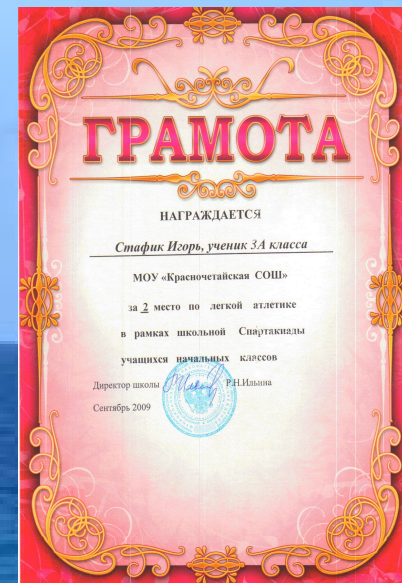 ГРАМОТА
НАГРАЖДАЕТСЯ
Стафик Игорь, ученик 3А класса
МОУ «Красночетайская СОШ»
за 2 место по легкой атлетике
в рамках школьной Спартакиады
учащихся начальных классов
Директор школы Р.Н.Ильина
Сентябрь 2009